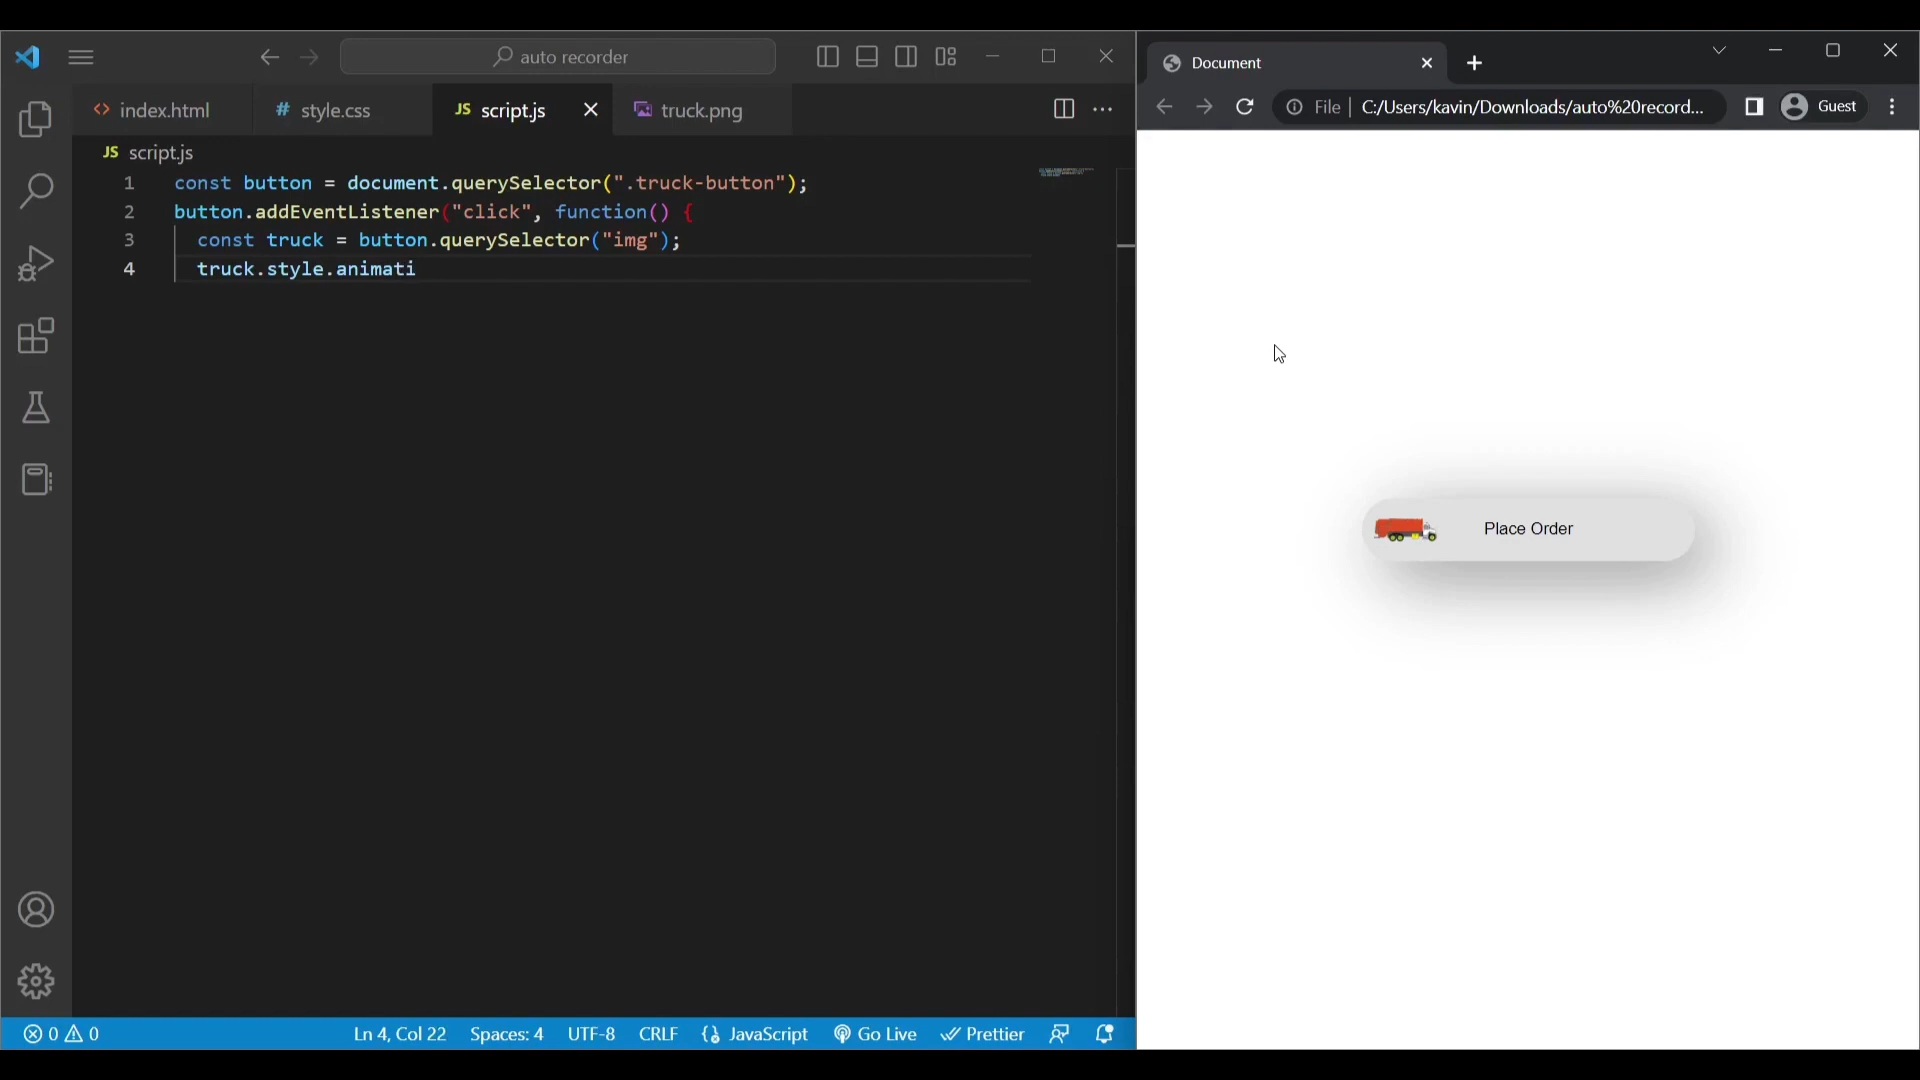 auto recorder
index.html
# style.css
JS script.js
truck.png
JS script.js
1 const button = document.querySelector(".truck-button");
2 button.addEventListener("click", function() {
3 const truck = button.querySelector("img");
4 truck.style.animati
0 0
Ln 4, Col 22
Spaces: 4
UTF-8
CRLF
JavaScript
Go Live
Prettier
Document
File
C:/Users/kavin/Downloads/auto%20record...
Guest
Place Order